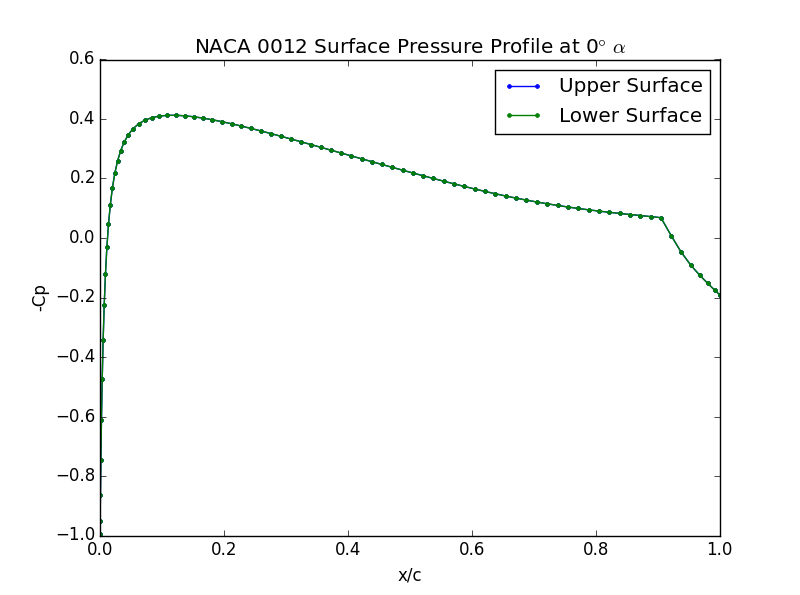 NACA 0012 Surface Pressure Profile at 0° α
Upper Surface
Lower Surface
0.6
0.4
0.2
0.0
−0.2
−0.4
−0.6
−0.8
−1.0
-Cp
0.0 0.2 0.4 0.6 0.8 1.0
x/c